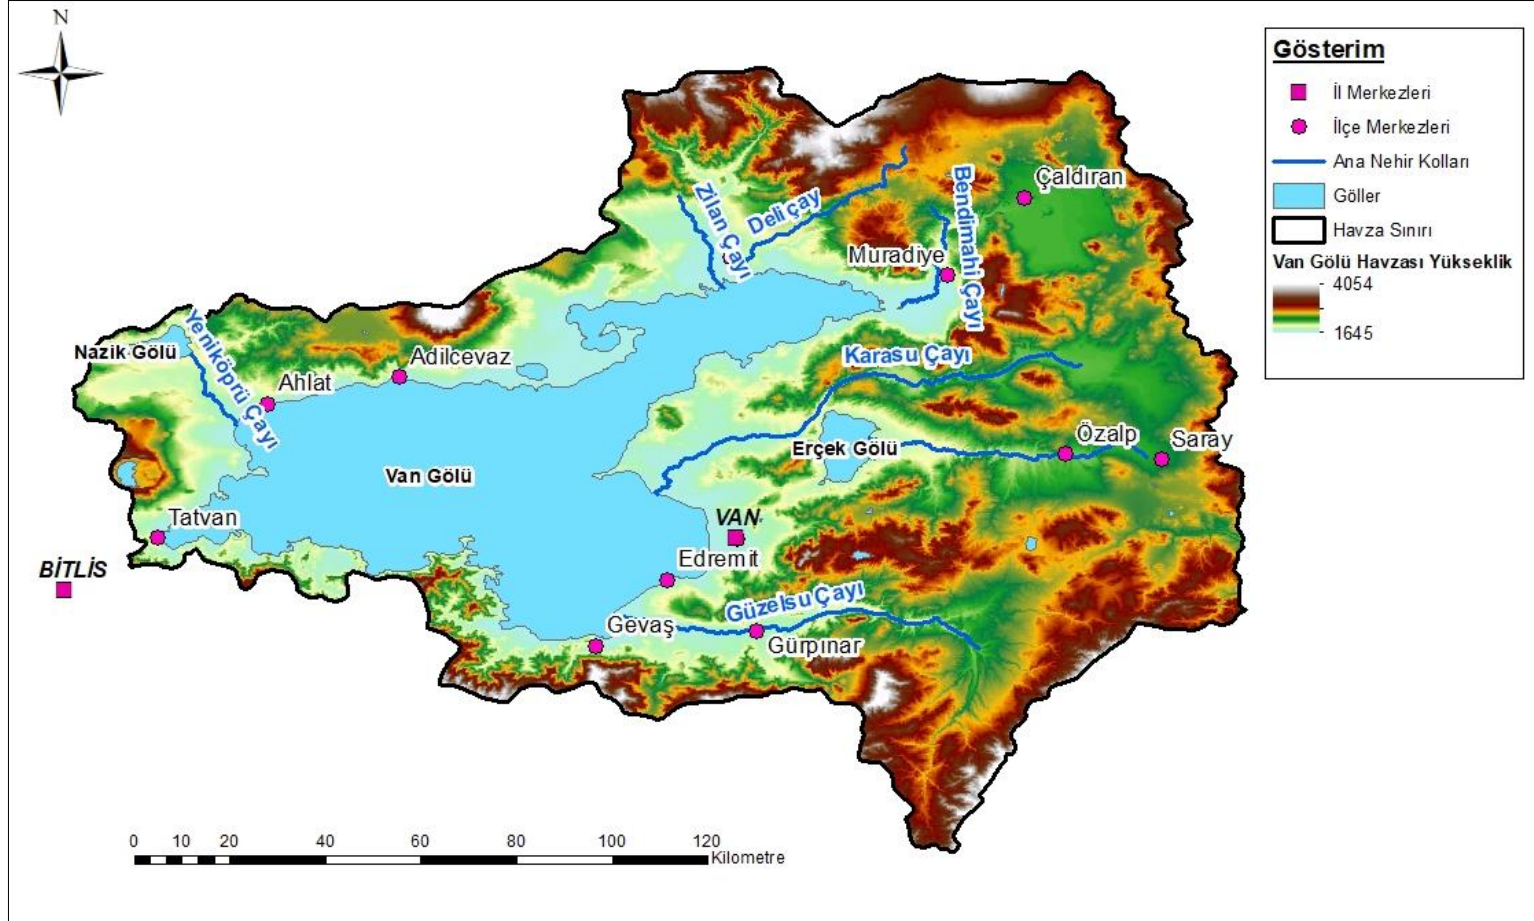 N
Gösterim
İl Merkezleri
İlçe Merkezleri
Ana Nehir Kolları
Göller
Havza Sınırı
Van Gölü Havzası Yükseklik
4054
1645
Çaldıran
Bendimahi Çayı
Zilan Çayı
Deliçay
Muradiye
Yeniköprü Çayı
Nazik Gölü
Adilcevaz
Ahlat
Karasu Çayı
Özalp
Saray
Erçek Gölü
Van Gölü
VAN
Tatvan
BİTLİS
Edremit
Güzelsu Çayı
Gevaş
Gürpınar
0 10 20 40 60 80 100 120
Kilometre